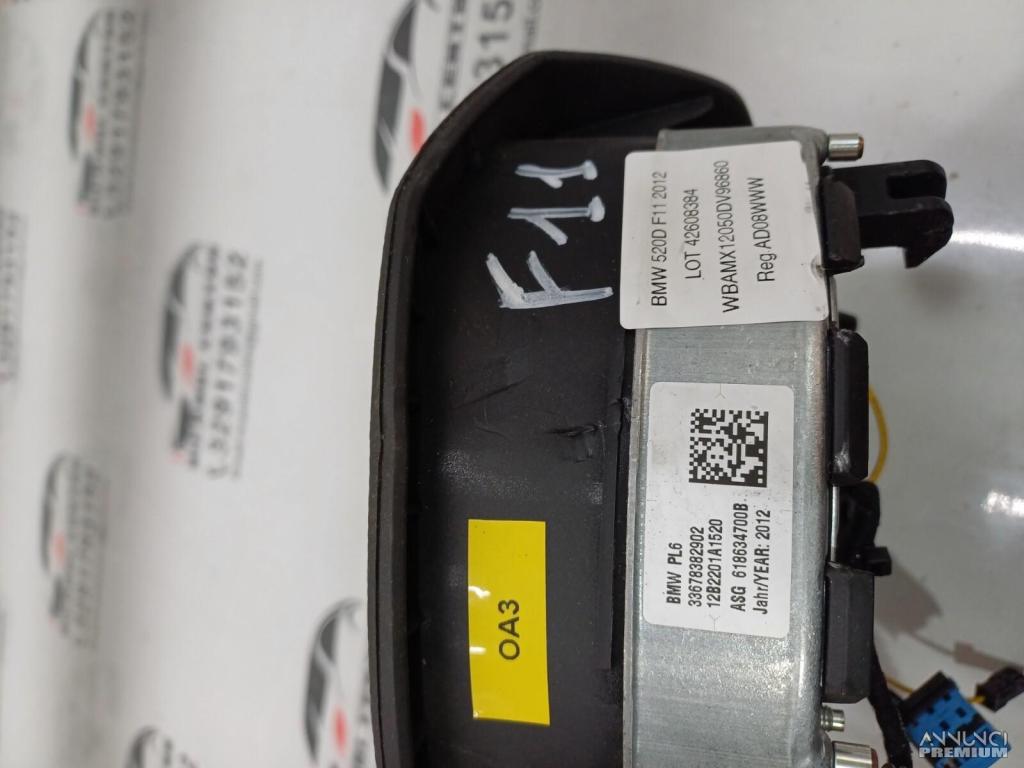 F11
BMW 520D F11 2012
LOT 42608384
WBAMX12050DV96860
Reg AD08WWW
BMW PL6
33678382902
12B2201A1520
ASG 618634700B
Jahr/YEAR: 2012
OA3
3291793152
ANNUNCI
PREMIUM